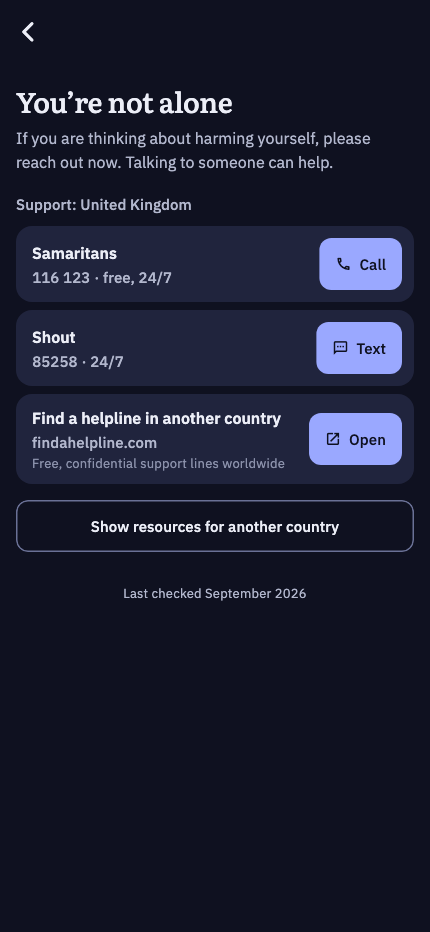 You’re not alone
If you are thinking about harming yourself, please
reach out now. Talking to someone can help.
Support: United Kingdom
Samaritans
116 123 · free, 24/7
Call
Shout
85258 · 24/7
Text
Find a helpline in another country
findahelpline.com
Free, confidential support lines worldwide
Open
Show resources for another country
Last checked September 2026